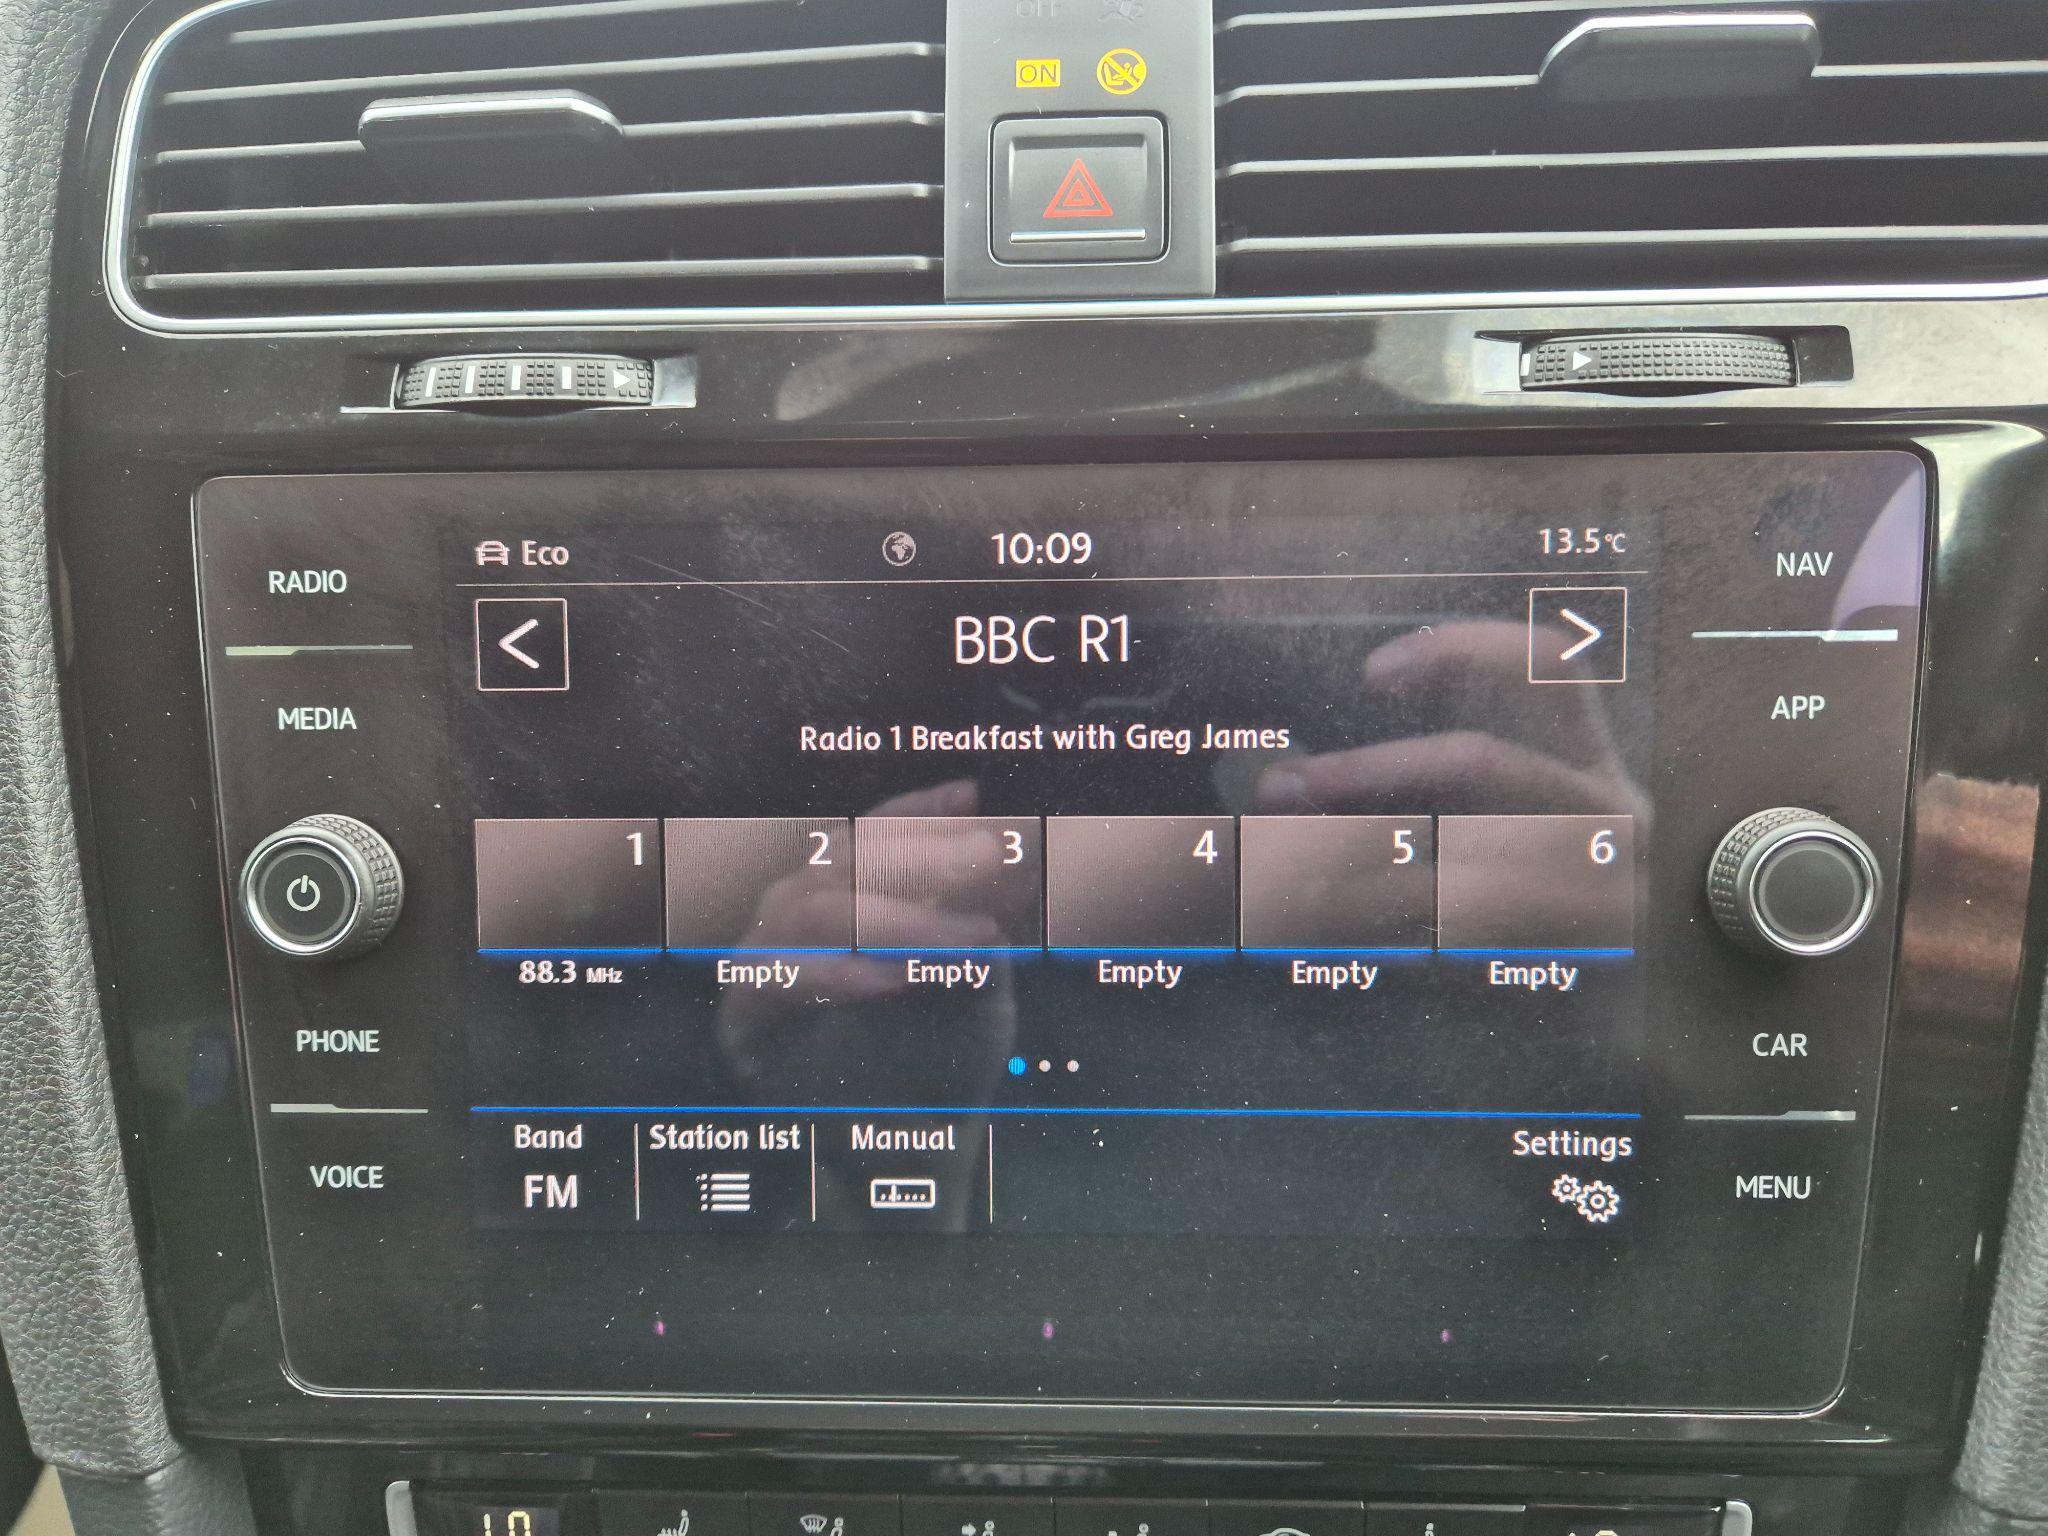 OFF
ON
Eco
10:09
13.5°C
RADIO
NAV
BBC R1
MEDIA
APP
Radio 1 Breakfast with Greg James
1
2
3
4
5
6
88.3 MHz
Empty
Empty
Empty
Empty
Empty
PHONE
CAR
Band
Station list
Manual
Settings
FM
VOICE
MENU